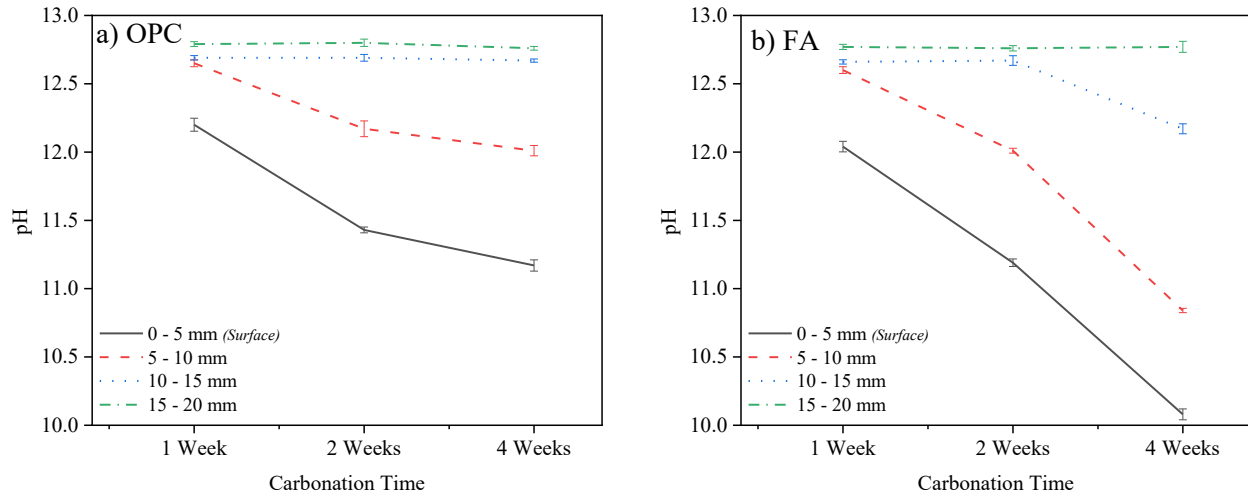 a) OPC
13.0
12.5
12.0
11.5
11.0
10.5
10.0
pH
0 - 5 mm (Surface)
5 - 10 mm
10 - 15 mm
15 - 20 mm
1 Week 2 Weeks 4 Weeks
Carbonation Time
b) FA
13.0
12.5
12.0
11.5
11.0
10.5
10.0
pH
0 - 5 mm (Surface)
5 - 10 mm
10 - 15 mm
15 - 20 mm
1 Week 2 Weeks 4 Weeks
Carbonation Time